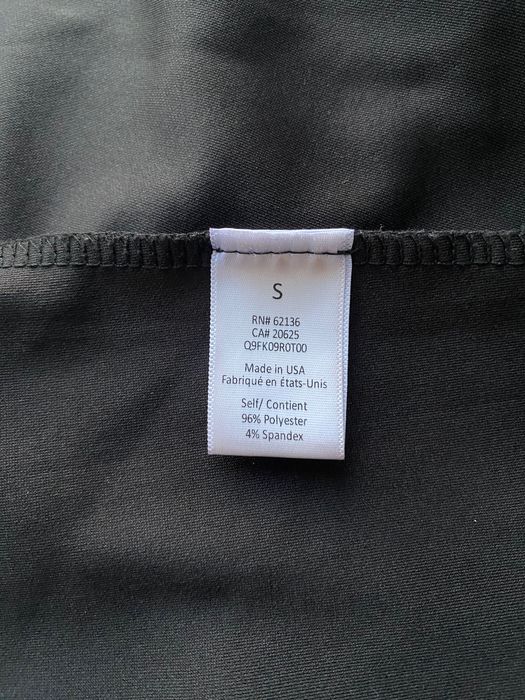 S
RN# 62136
CA# 20625
Q9FK09R0T00
Made in USA
Fabriqué en États-Unis
Self/ Contient
96% Polyester
4% Spandex